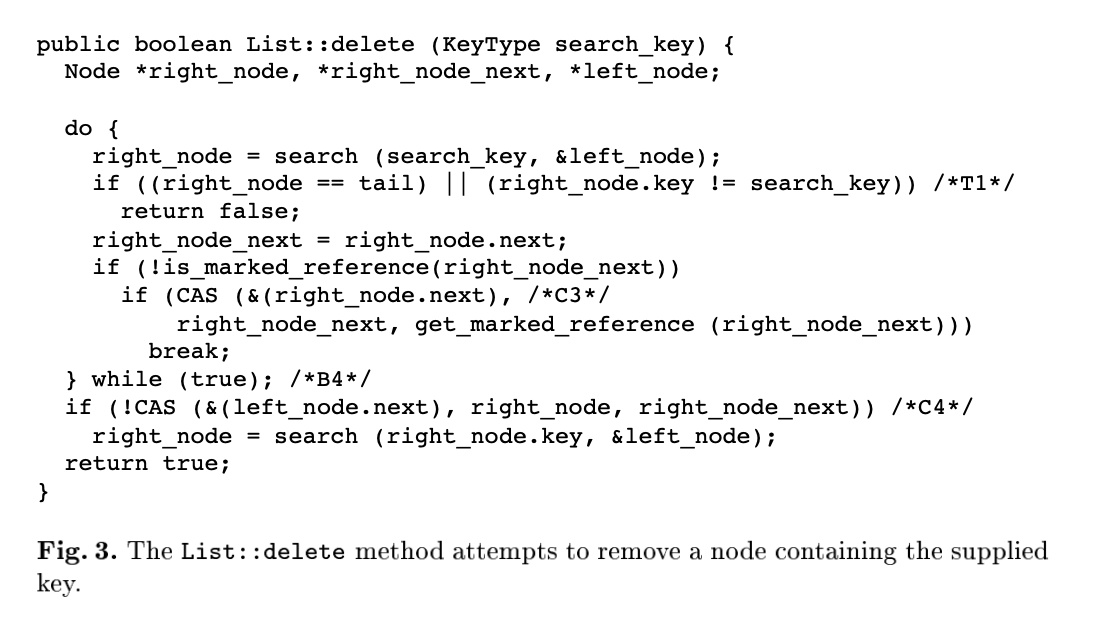 public boolean List::delete (KeyType search_key) {
  Node *right_node, *right_node_next, *left_node;

  do {
    right_node = search (search_key, &left_node);
    if ((right_node == tail) || (right_node.key != search_key)) /*T1*/
      return false;
    right_node_next = right_node.next;
    if (!is_marked_reference(right_node_next))
      if (CAS (&(right_node.next), /*C3*/
          right_node_next, get_marked_reference (right_node_next)))
        break;
  } while (true); /*B4*/
  if (!CAS (&(left_node.next), right_node, right_node_next)) /*C4*/
    right_node = search (right_node.key, &left_node);
  return true;
}
Fig. 3. The List::delete method attempts to remove a node containing the supplied
key.